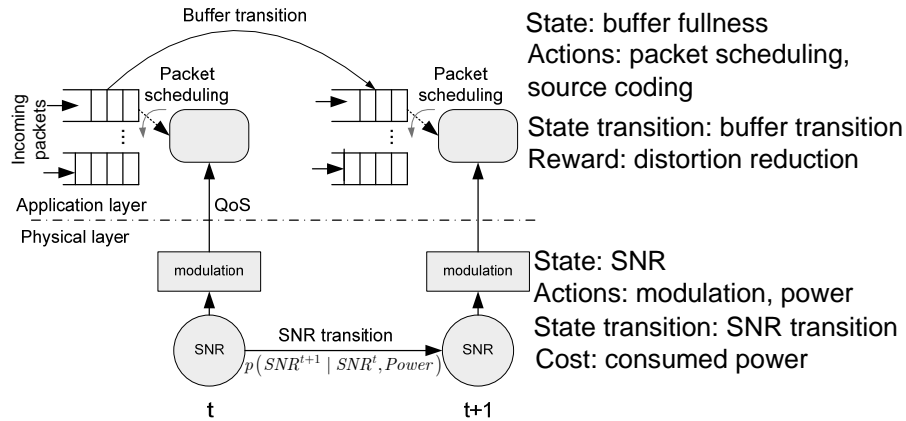 Buffer transition
State: buffer fullness
Actions: packet scheduling,
source coding
State transition: buffer transition
Reward: distortion reduction
Incoming
packets
Packet
scheduling
...
Packet
scheduling
...
Application layer
QoS
Physical layer
modulation
modulation
State: SNR
Actions: modulation, power
State transition: SNR transition
Cost: consumed power
SNR
SNR transition
p(SNR^{t+1} | SNR^t, Power)
SNR
t
t+1